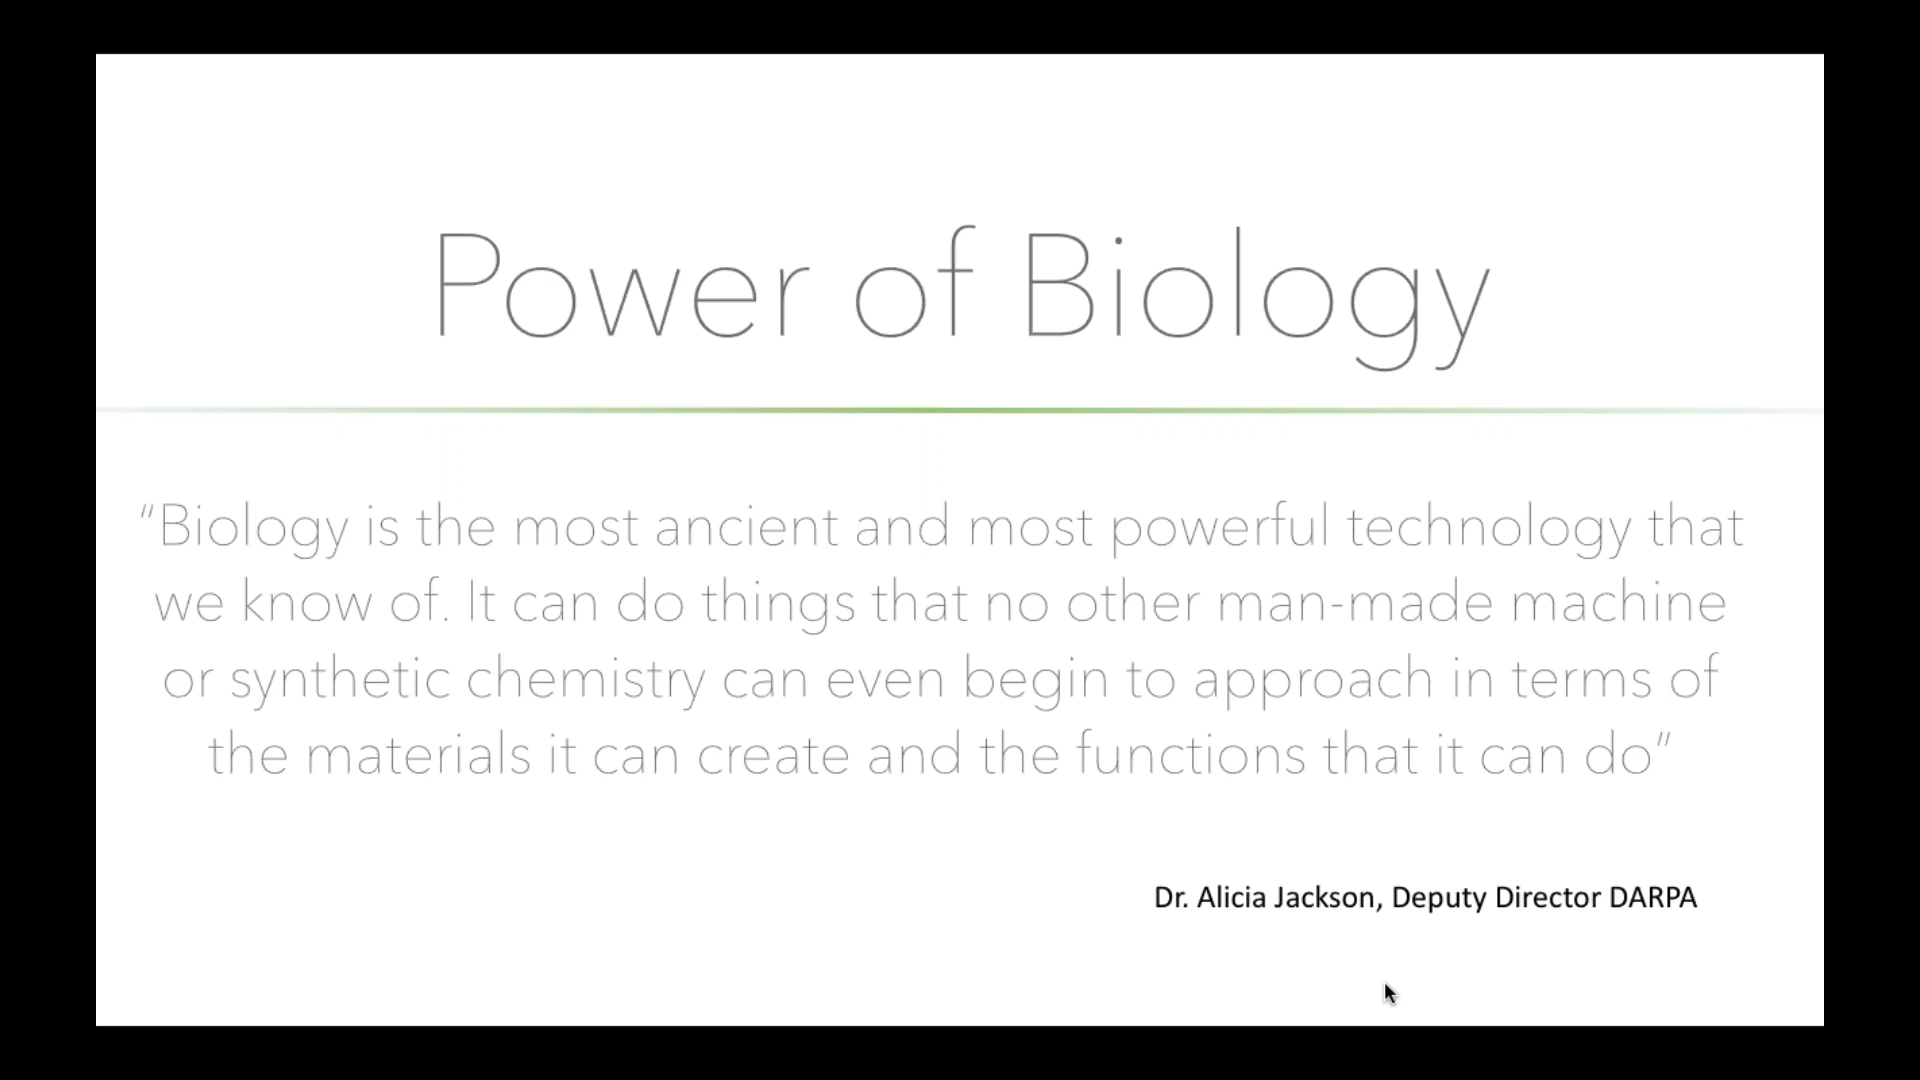 Power of Biology
“Biology is the most ancient and most powerful technology that
we know of. It can do things that no other man-made machine
or synthetic chemistry can even begin to approach in terms of
the materials it can create and the functions that it can do”
Dr. Alicia Jackson, Deputy Director DARPA